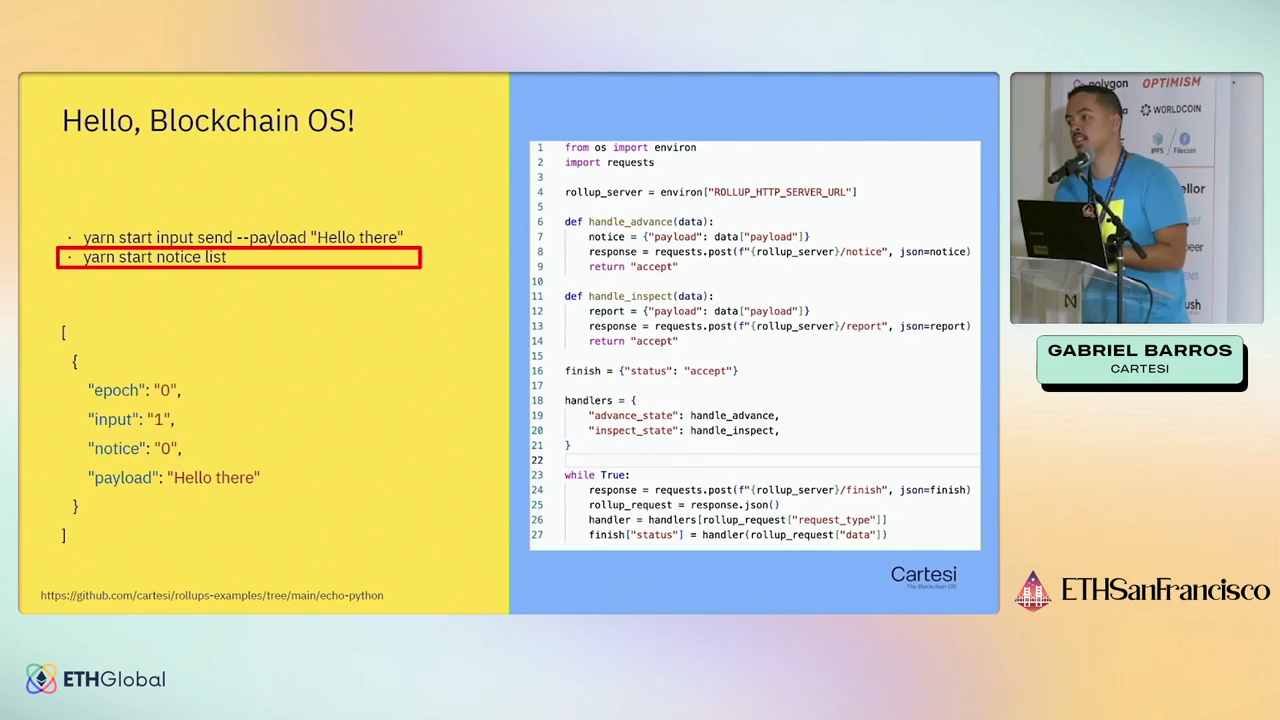 Hello, Blockchain OS!
· yarn start input send --payload "Hello there"
· yarn start notice list
[
{
"epoch": "0",
"input": "1",
"notice": "0",
"payload": "Hello there"
}
]
https://github.com/cartesi/rollups-examples/tree/main/echo-python
1 from os import environ
2 import requests
3
4 rollup_server = environ["ROLLUP_HTTP_SERVER_URL"]
5
6 def handle_advance(data):
7 notice = {"payload": data["payload"]}
8 response = requests.post(f"{rollup_server}/notice", json=notice)
9 return "accept"
10
11 def handle_inspect(data):
12 report = {"payload": data["payload"]}
13 response = requests.post(f"{rollup_server}/report", json=report)
14 return "accept"
15
16 finish = {"status": "accept"}
17
18 handlers = {
19 "advance_state": handle_advance,
20 "inspect_state": handle_inspect,
21 }
22
23 while True:
24 response = requests.post(f"{rollup_server}/finish", json=finish)
25 rollup_request = response.json()
26 handler = handlers[rollup_request["request_type"]]
27 finish["status"] = handler(rollup_request["data"])
Cartesi
The Blockchain OS
polygon
OPTIMISM
WORLDCOIN
IPFS
Filecoin
GABRIEL BARROS
CARTESI
ETHSanFrancisco
ETHGlobal